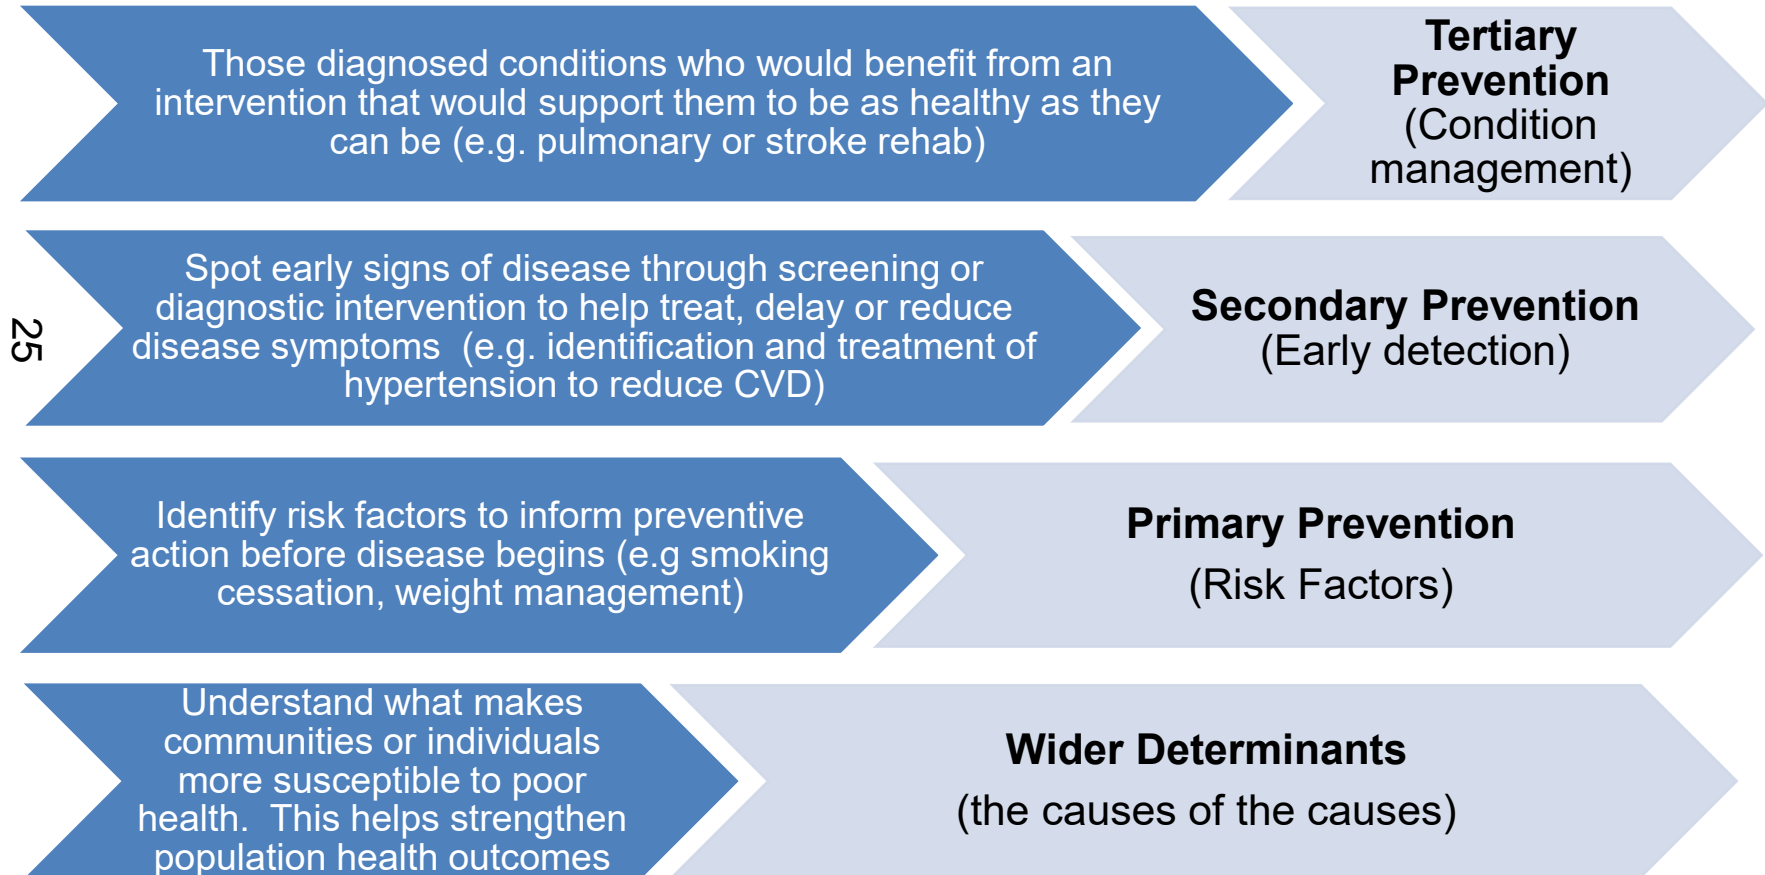 Those diagnosed conditions who would benefit from an
intervention that would support them to be as healthy as they
can be (e.g. pulmonary or stroke rehab)
Tertiary
Prevention
(Condition
management)
Spot early signs of disease through screening or
diagnostic intervention to help treat, delay or reduce
disease symptoms  (e.g. identification and treatment of
hypertension to reduce CVD)
Secondary Prevention
(Early detection)
25
Identify risk factors to inform preventive
action before disease begins (e.g smoking
cessation, weight management)
Primary Prevention
(Risk Factors)
Understand what makes
communities or individuals
more susceptible to poor
health.  This helps strengthen
population health outcomes
Wider Determinants
(the causes of the causes)